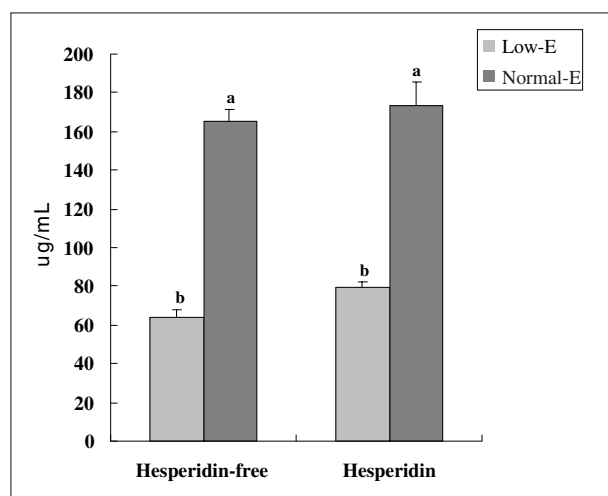 200
180
160
140
120
100
80
60
40
20
0
ug/mL
Low-E
Normal-E
a
a
b
b
Hesperidin-free
Hesperidin